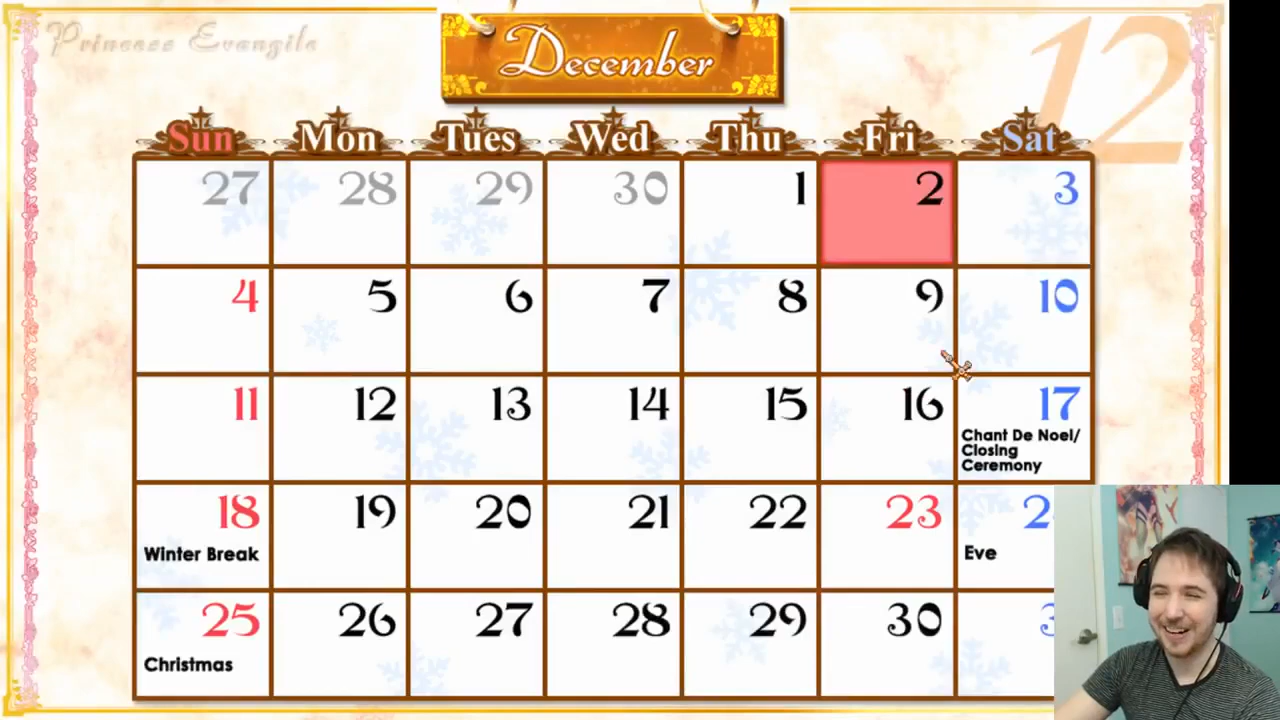 Princess Evangile
December
12
Sun Mon Tues Wed Thu Fri Sat
27 28 29 30 1 2 3
4 5 6 7 8 9 10
11 12 13 14 15 16 17
Chant De Noel/
Closing
Ceremony
18 19 20 21 22 23 2
Winter Break
Eve
25 26 27 28 29 30 3
Christmas